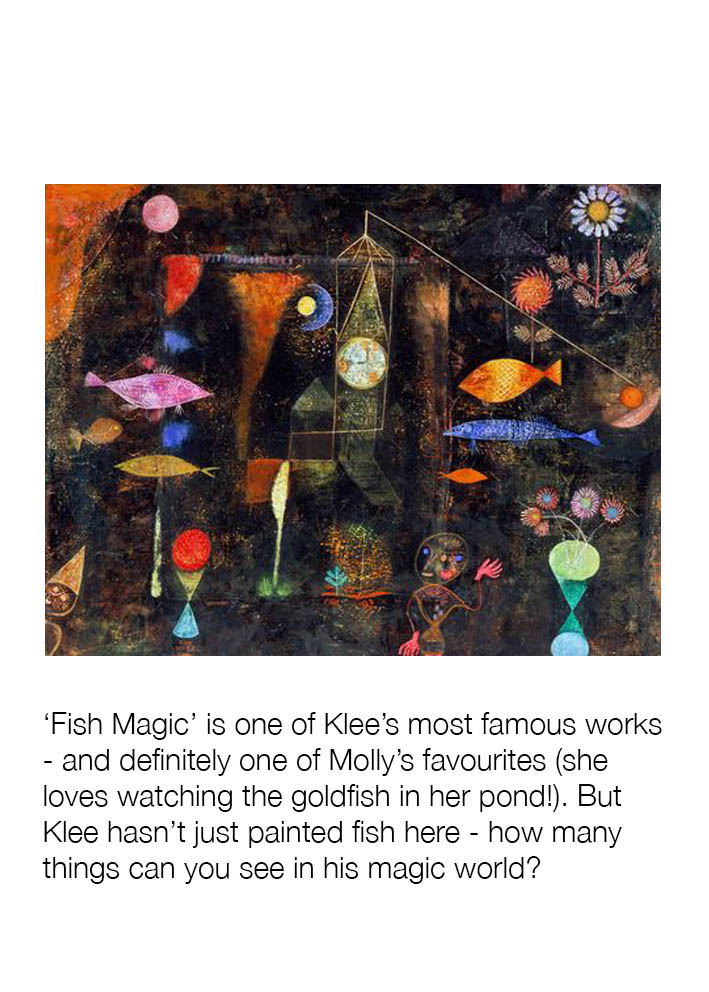 ‘Fish Magic’ is one of Klee’s most famous works
- and definitely one of Molly’s favourites (she
loves watching the goldfish in her pond!). But
Klee hasn’t just painted fish here - how many
things can you see in his magic world?